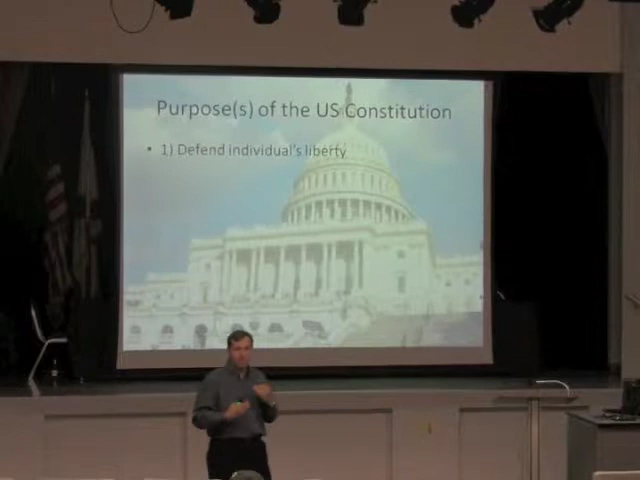 Purpose(s) of the US Constitution
• 1) Defend individual's liberty